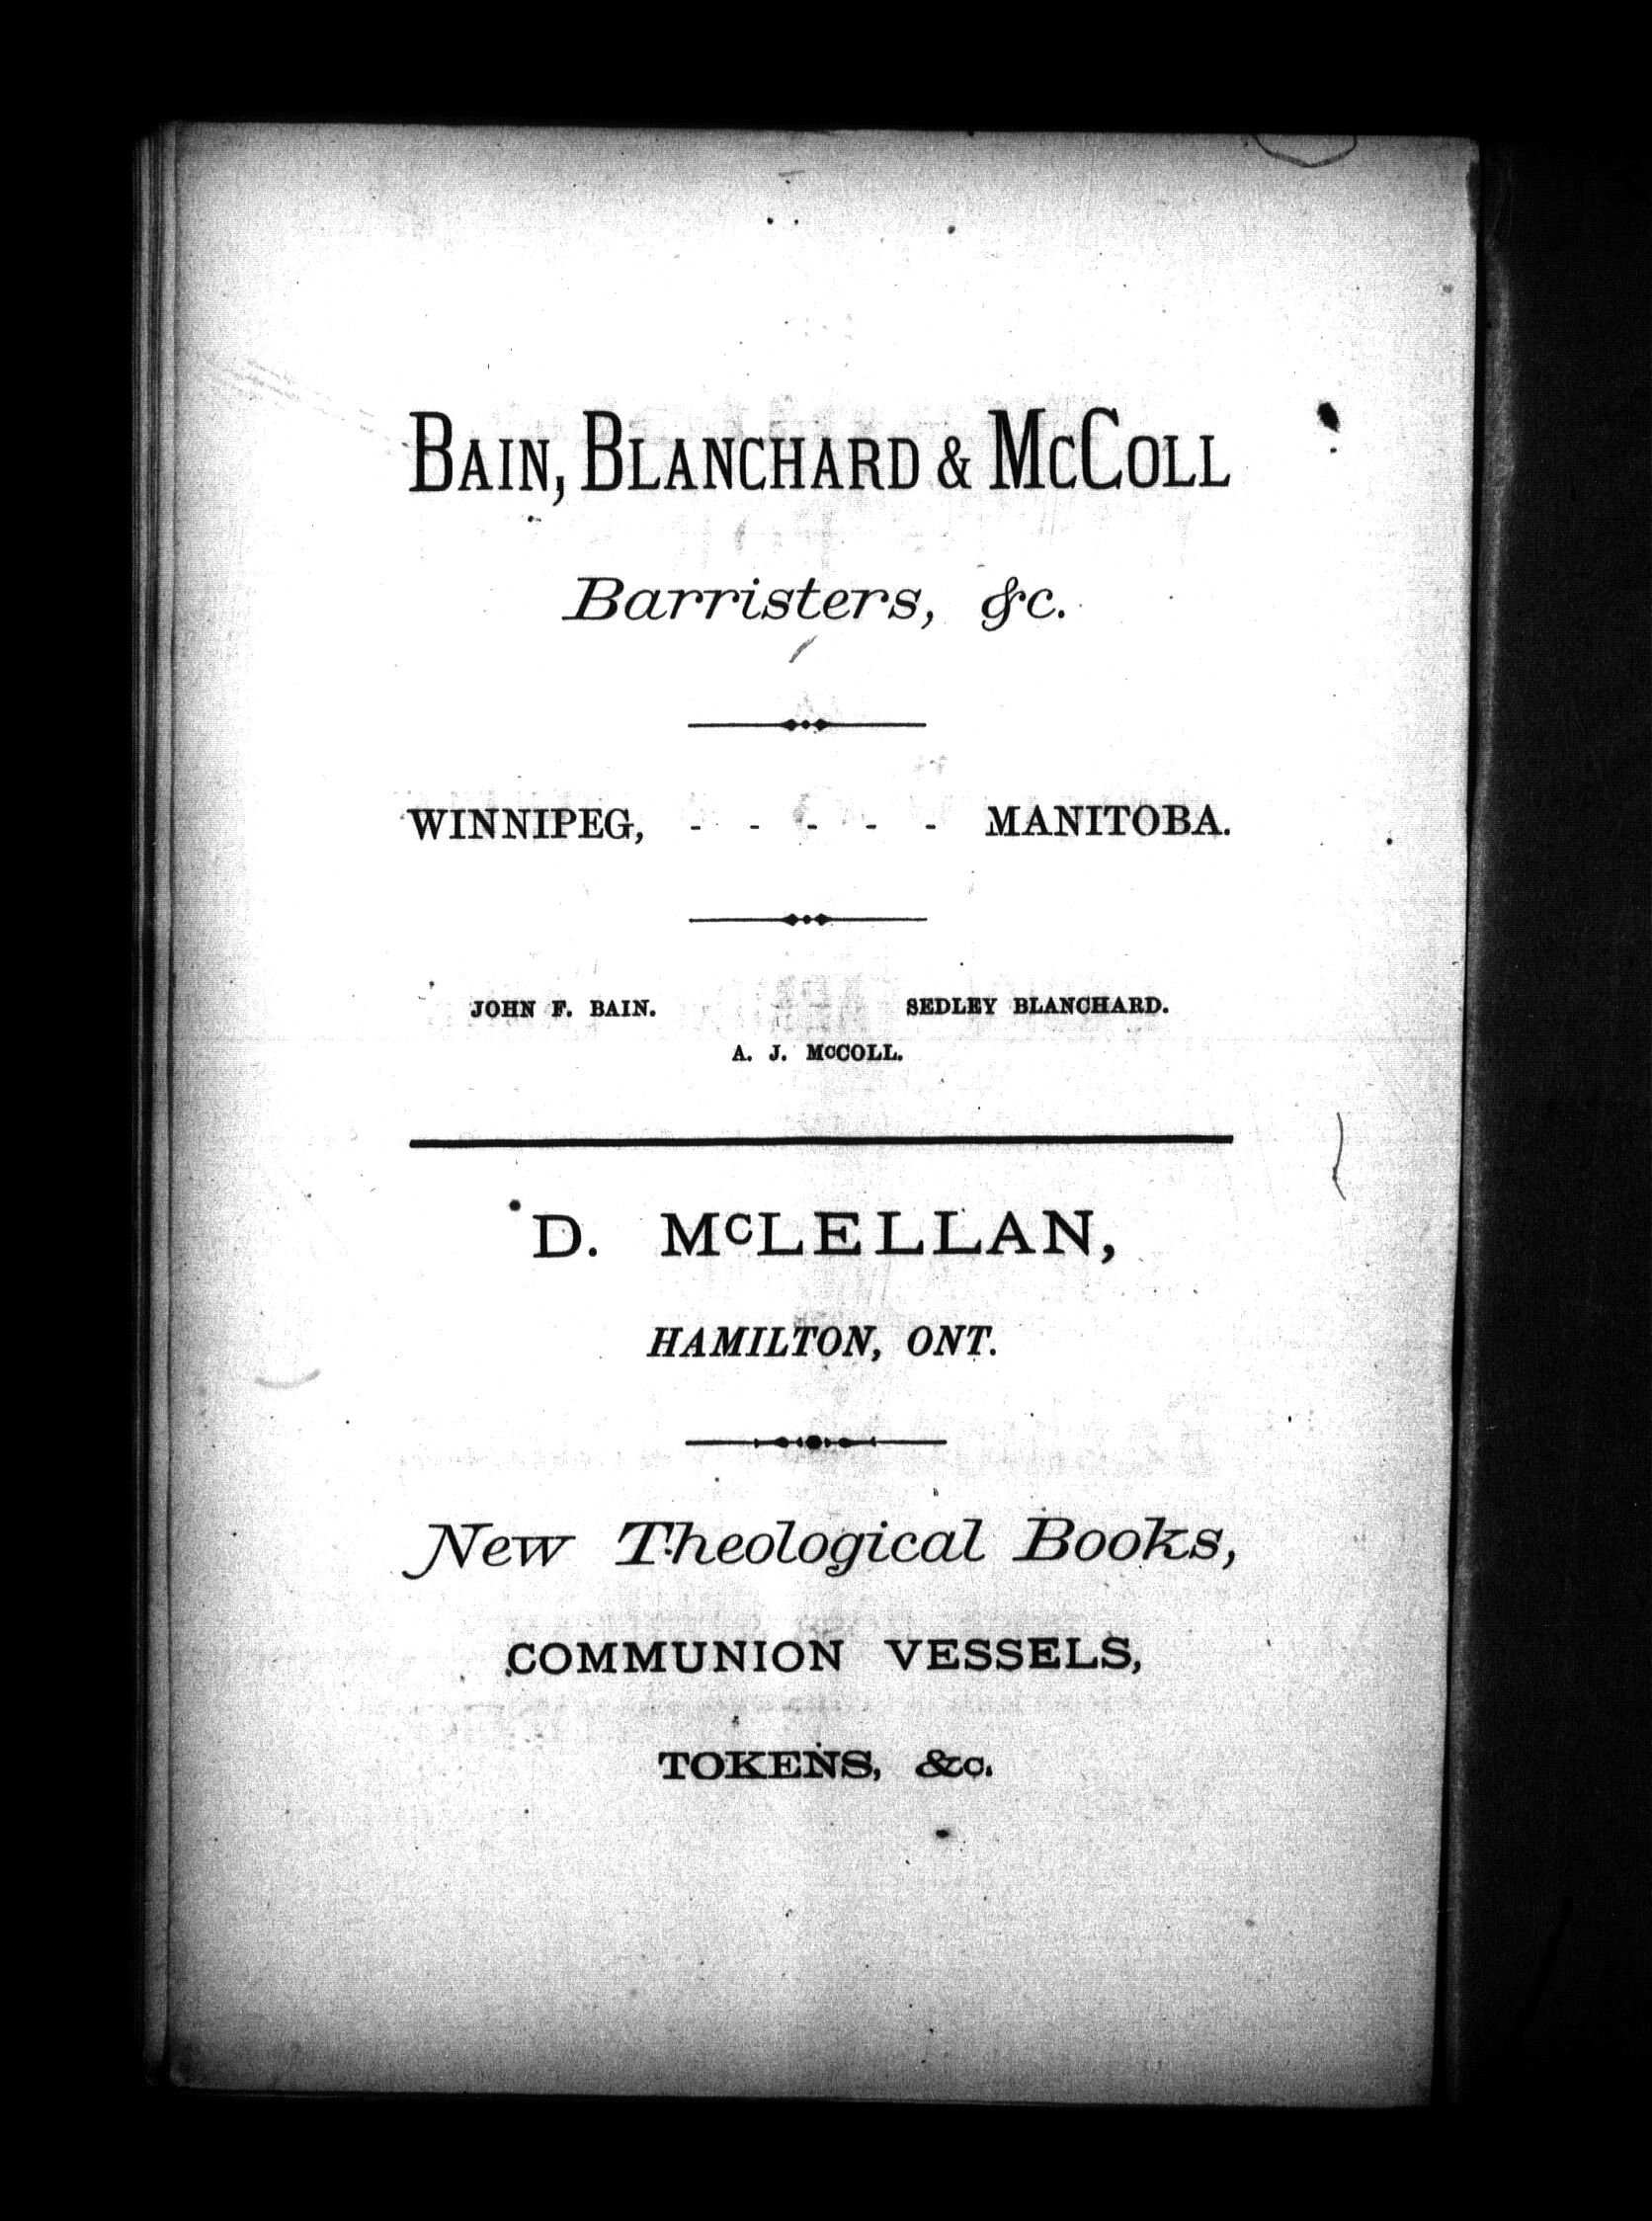 BAIN, BLANCHARD & McCOLL
Barristers, &c.
WINNIPEG, - - - - - MANITOBA.
JOHN F. BAIN. SEDLEY BLANCHARD.
A. J. McCOLL.
D. McLELLAN,
HAMILTON, ONT.
New Theological Books,
COMMUNION VESSELS,
TOKENS, &c.